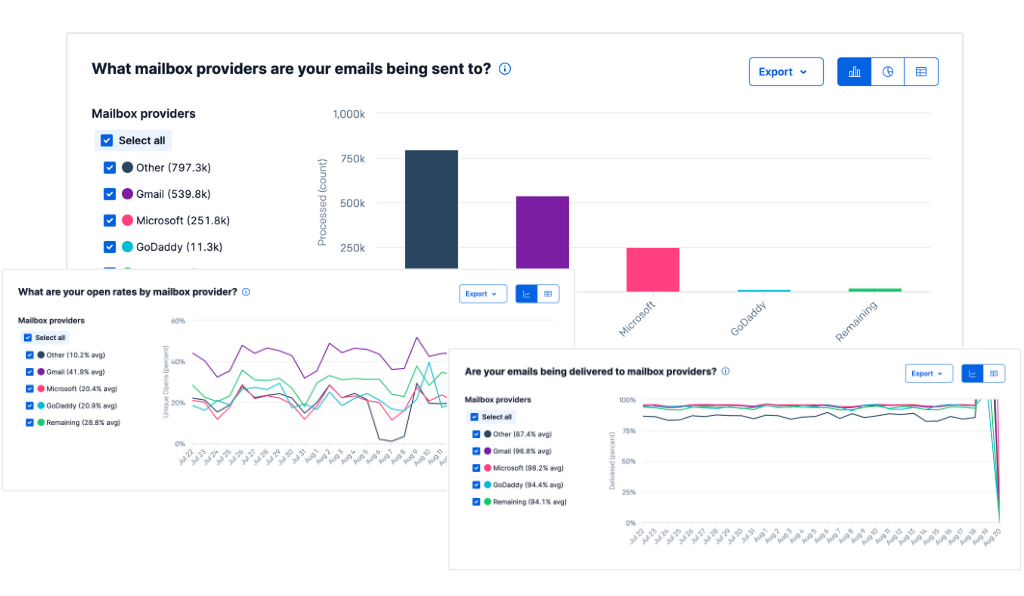 What mailbox providers are your emails being sent to?
Export
Mailbox providers
Select all
Other (797.3k)
Gmail (539.8k)
Microsoft (251.8k)
GoDaddy (11.3k)
Processed (count)
1,000k
750k
500k
250k
Microsoft
GoDaddy
Remaining
What are your open rates by mailbox provider?
Export
Mailbox providers
Select all
Other (10.2% avg)
Gmail (41.9% avg)
Microsoft (20.4% avg)
GoDaddy (20.9% avg)
Remaining (28.8% avg)
Unique Opens (percent)
60%
40%
20%
0%
Jul 22
Jul 23
Jul 24
Jul 25
Jul 26
Jul 27
Jul 28
Jul 29
Jul 30
Jul 31
Aug 1
Aug 2
Aug 3
Aug 4
Aug 5
Aug 6
Aug 7
Aug 8
Aug 9
Aug 10
Aug 11
Are your emails being delivered to mailbox providers?
Export
Mailbox providers
Select all
Other (87.4% avg)
Gmail (96.8% avg)
Microsoft (98.2% avg)
GoDaddy (94.4% avg)
Remaining (94.1% avg)
Delivered (percent)
100%
75%
50%
25%
0%
Jul 22
Jul 23
Jul 24
Jul 25
Jul 26
Jul 27
Jul 28
Jul 29
Jul 30
Jul 31
Aug 1
Aug 2
Aug 3
Aug 4
Aug 5
Aug 6
Aug 7
Aug 8
Aug 9
Aug 10
Aug 11
Aug 12
Aug 13
Aug 14
Aug 15
Aug 16
Aug 17
Aug 18
Aug 19
Aug 20